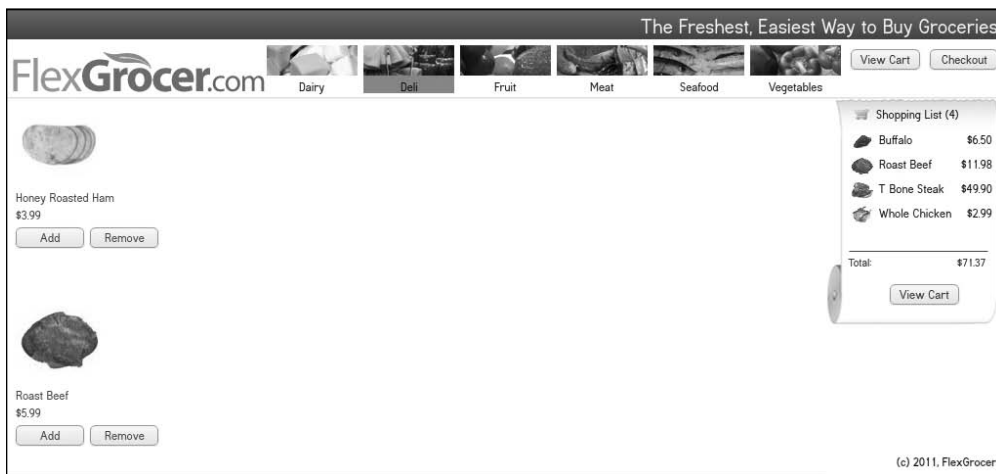 The Freshest, Easiest Way to Buy Groceries
FlexGrocer.com
Dairy
Deli
Fruit
Meat
Seafood
Vegetables
View Cart
Checkout
Shopping List (4)
Buffalo $6.50
Roast Beef $11.98
T Bone Steak $49.90
Whole Chicken $2.99
Total: $71.37
View Cart
Honey Roasted Ham
$3.99
Add Remove
Roast Beef
$5.99
Add Remove
(c) 2011, FlexGrocer